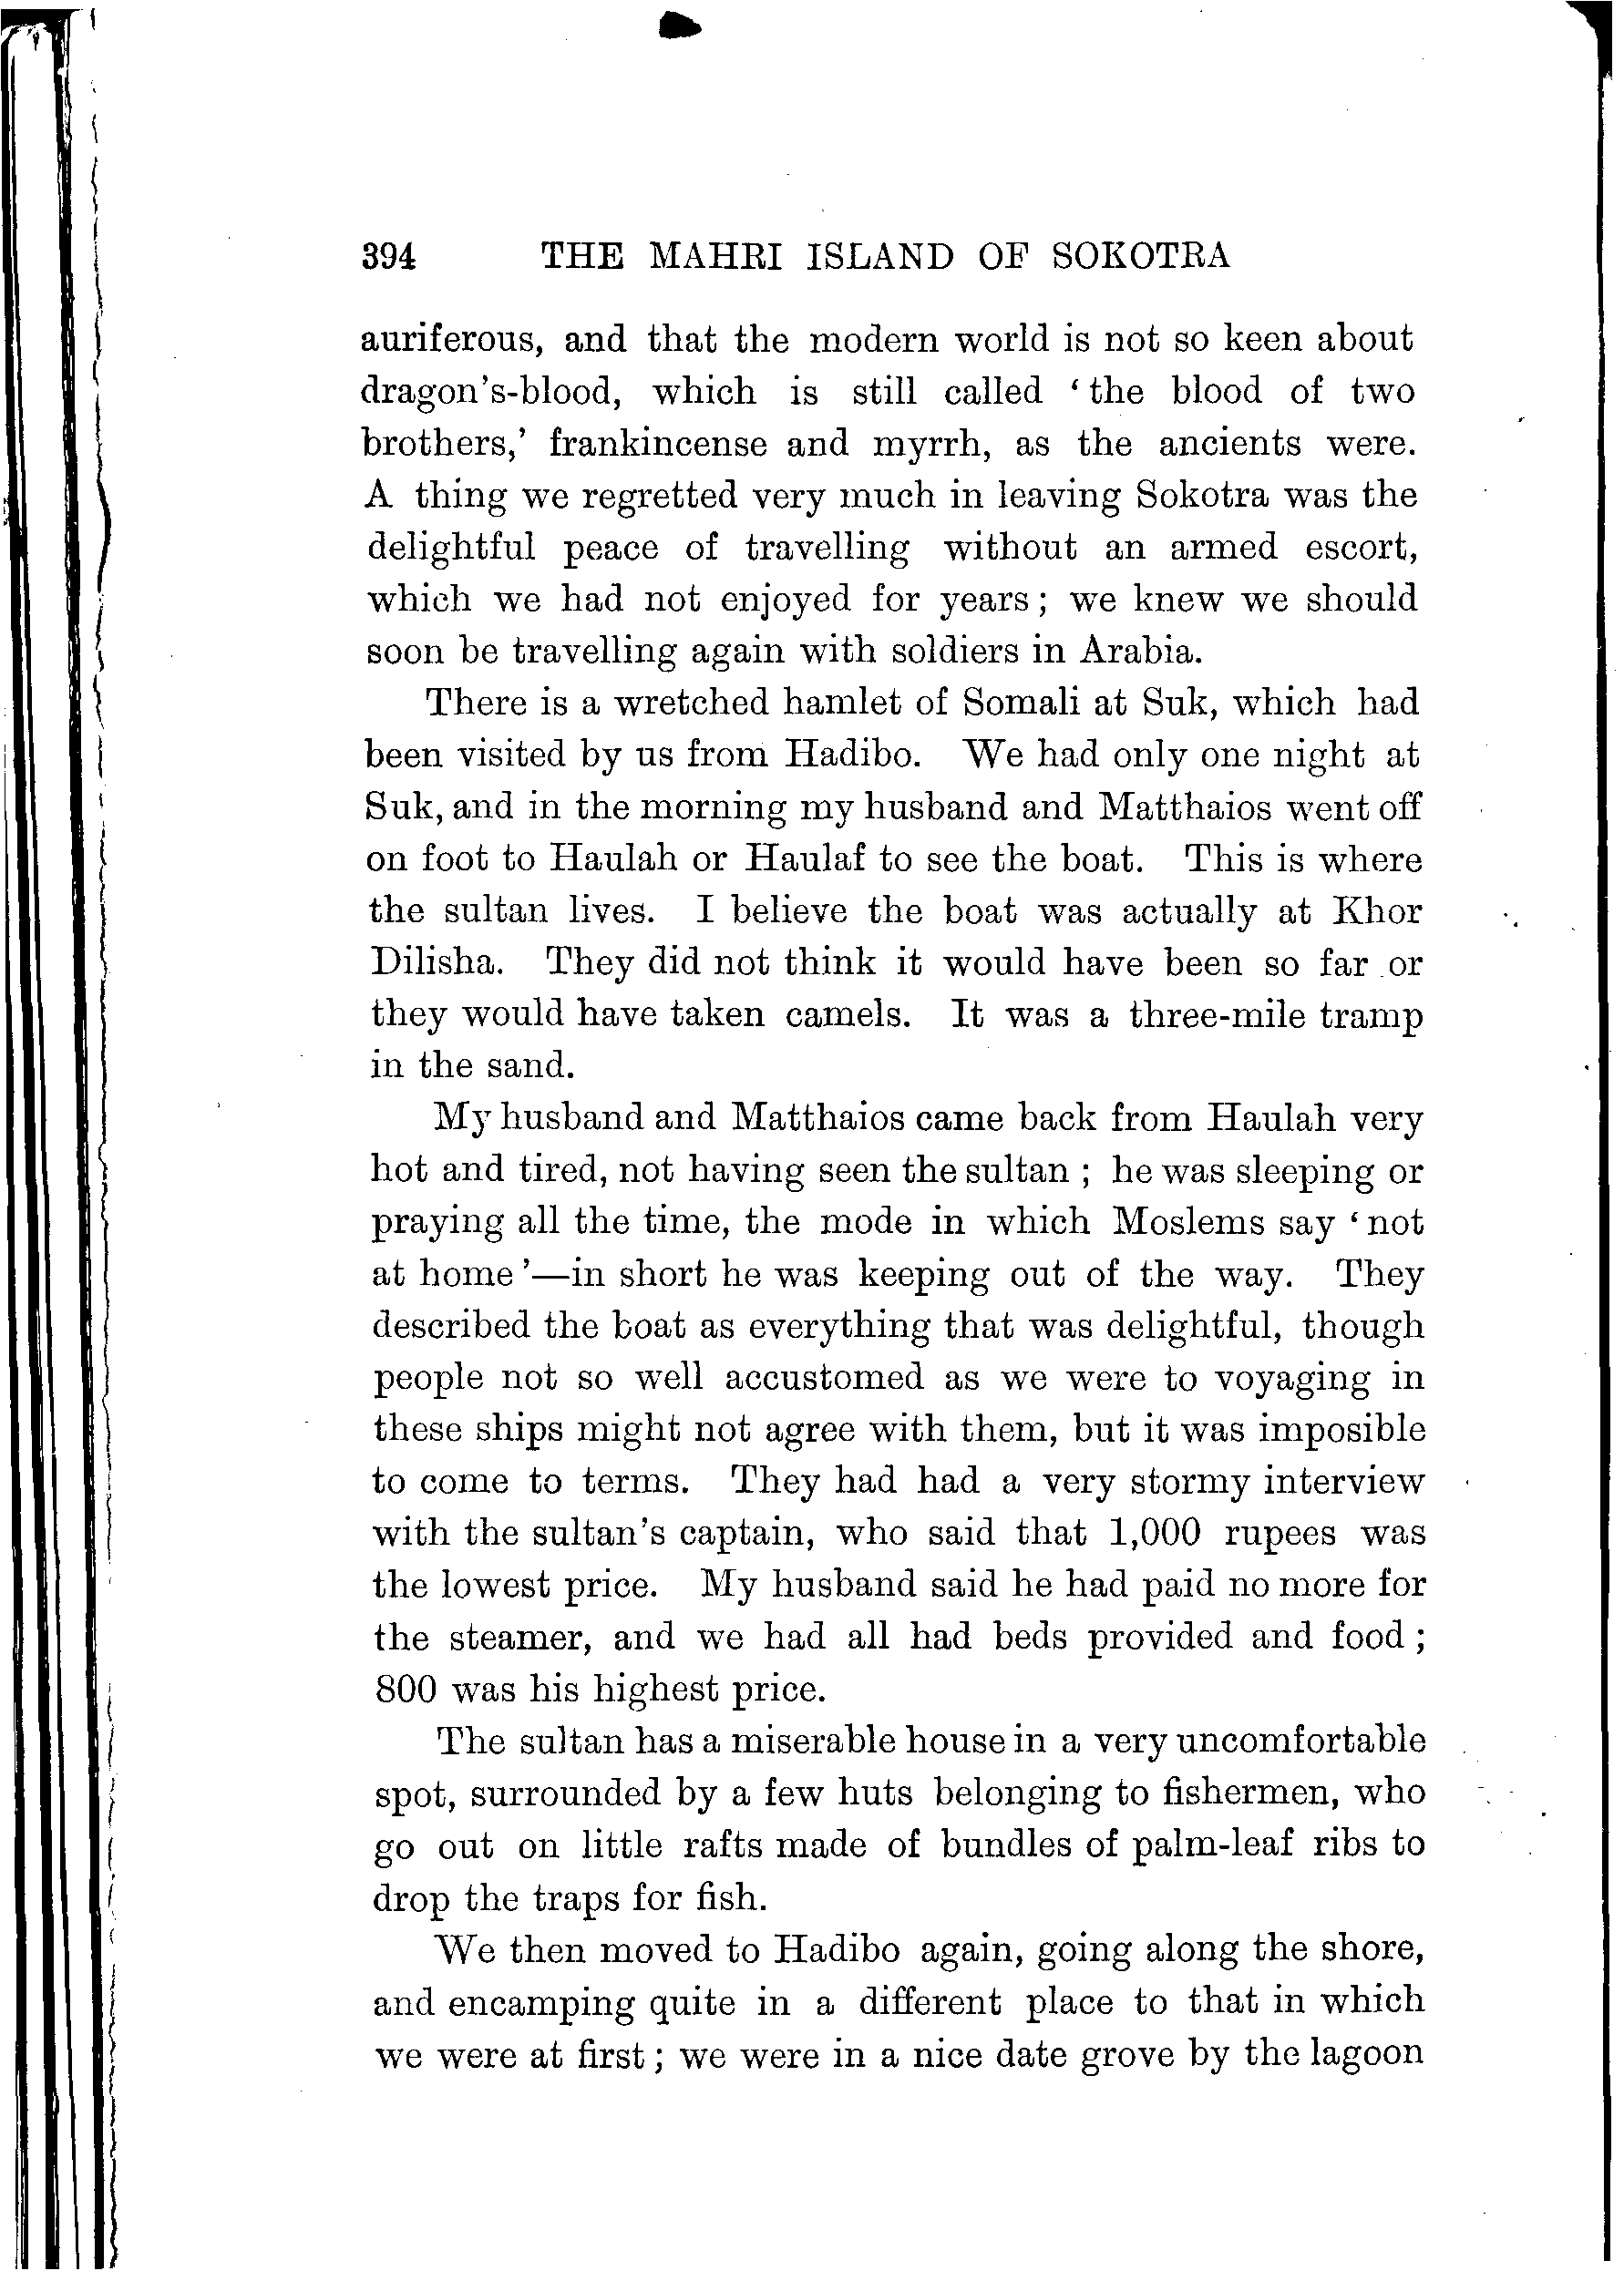 394 THE MAHRI ISLAND OF SOKOTRA
auriferous, and that the modern world is not so keen about
dragon's-blood, which is still called ‘the blood of two
brothers,’ frankincense and myrrh, as the ancients were.
A thing we regretted very much in leaving Sokotra was the
delightful peace of travelling without an armed escort,
which we had not enjoyed for years; we knew we should
soon be travelling again with soldiers in Arabia.
There is a wretched hamlet of Somali at Suk, which had
been visited by us from Hadibo. We had only one night at
Suk, and in the morning my husband and Matthaios went off
on foot to Haulah or Haulaf to see the boat. This is where
the sultan lives. I believe the boat was actually at Khor
Dilisha. They did not think it would have been so far or
they would have taken camels. It was a three-mile tramp
in the sand.
My husband and Matthaios came back from Haulah very
hot and tired, not having seen the sultan; he was sleeping or
praying all the time, the mode in which Moslems say ‘not
at home’—in short he was keeping out of the way. They
described the boat as everything that was delightful, though
people not so well accustomed as we were to voyaging in
these ships might not agree with them, but it was imposible
to come to terms. They had had a very stormy interview
with the sultan's captain, who said that 1,000 rupees was
the lowest price. My husband said he had paid no more for
the steamer, and we had all had beds provided and food;
800 was his highest price.
The sultan has a miserable house in a very uncomfortable
spot, surrounded by a few huts belonging to fishermen, who
go out on little rafts made of bundles of palm-leaf ribs to
drop the traps for fish.
We then moved to Hadibo again, going along the shore,
and encamping quite in a different place to that in which
we were at first; we were in a nice date grove by the lagoon